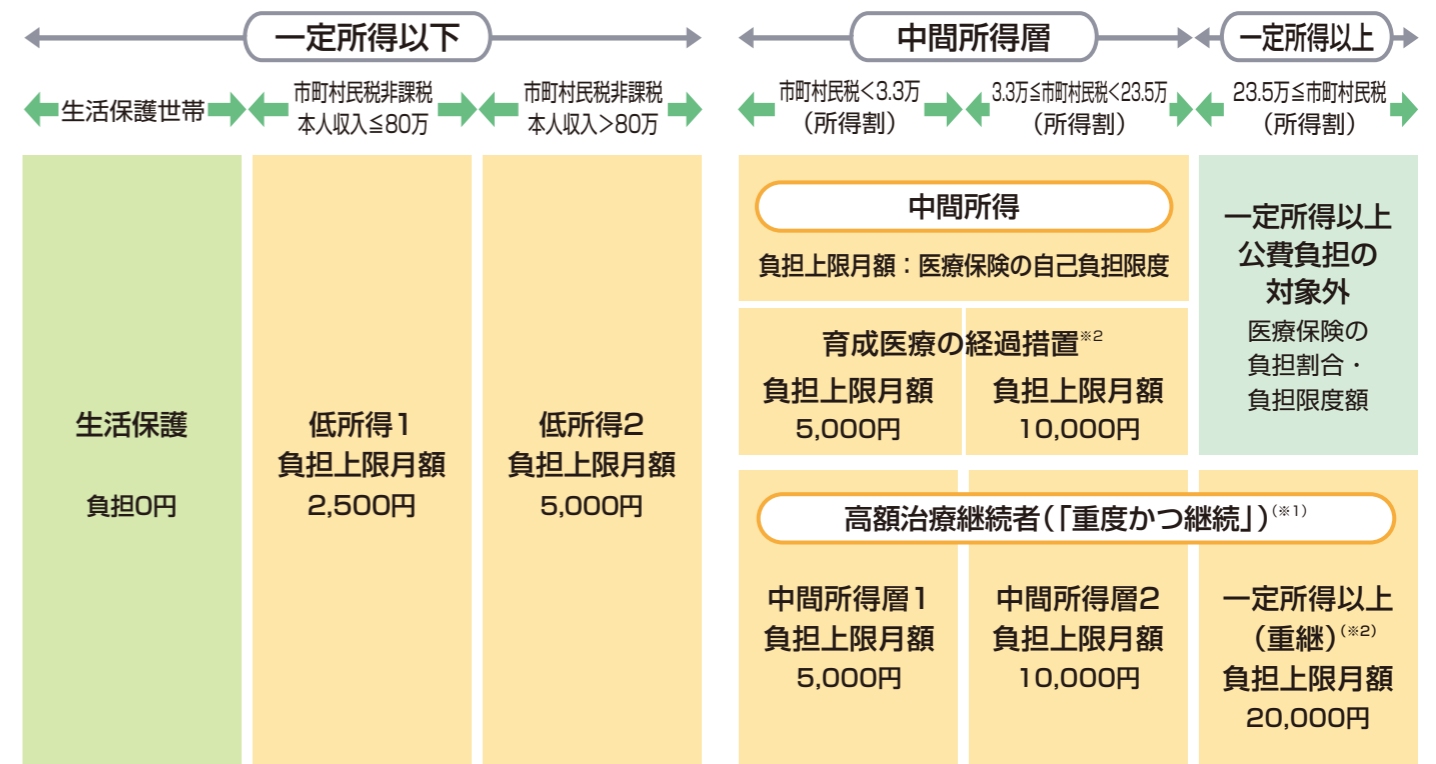 一定所得以下
中間所得層
一定所得以上
生活保護世帯
市町村民税非課税
本人収入≦80万
市町村民税非課税
本人収入>80万
市町村民税<3.3万
(所得割)
3.3万≦市町村民税<23.5万
(所得割)
23.5万≦市町村民税
(所得割)
生活保護
負担0円
低所得1
負担上限月額
2,500円
低所得2
負担上限月額
5,000円
中間所得
負担上限月額:医療保険の自己負担限度
育成医療の経過措置※2
負担上限月額
5,000円
負担上限月額
10,000円
一定所得以上
公費負担の
対象外
医療保険の
負担割合・
負担限度額
高額治療継続者(「重度かつ継続」)(※1)
中間所得層1
負担上限月額
5,000円
中間所得層2
負担上限月額
10,000円
一定所得以上
(重継)(※2)
負担上限月額
20,000円